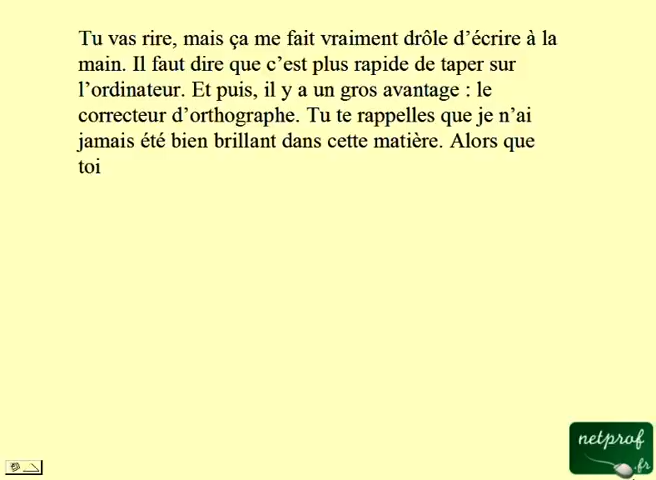 Tu vas rire, mais ça me fait vraiment drôle d’écrire à la
main. Il faut dire que c’est plus rapide de taper sur
l’ordinateur. Et puis, il y a un gros avantage : le
correcteur d’orthographe. Tu te rappelles que je n’ai
jamais été bien brillant dans cette matière. Alors que
toi
netprof
.fr